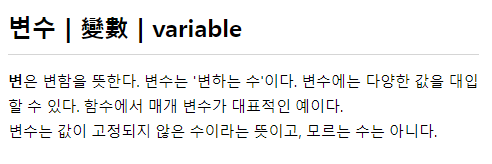 변수 | 變數 | variable
변은 변함을 뜻한다. 변수는 '변하는 수'이다. 변수에는 다양한 값을 대입
할 수 있다. 함수에서 매개 변수가 대표적인 예이다.
변수는 값이 고정되지 않은 수이라는 뜻이고, 모르는 수는 아니다.